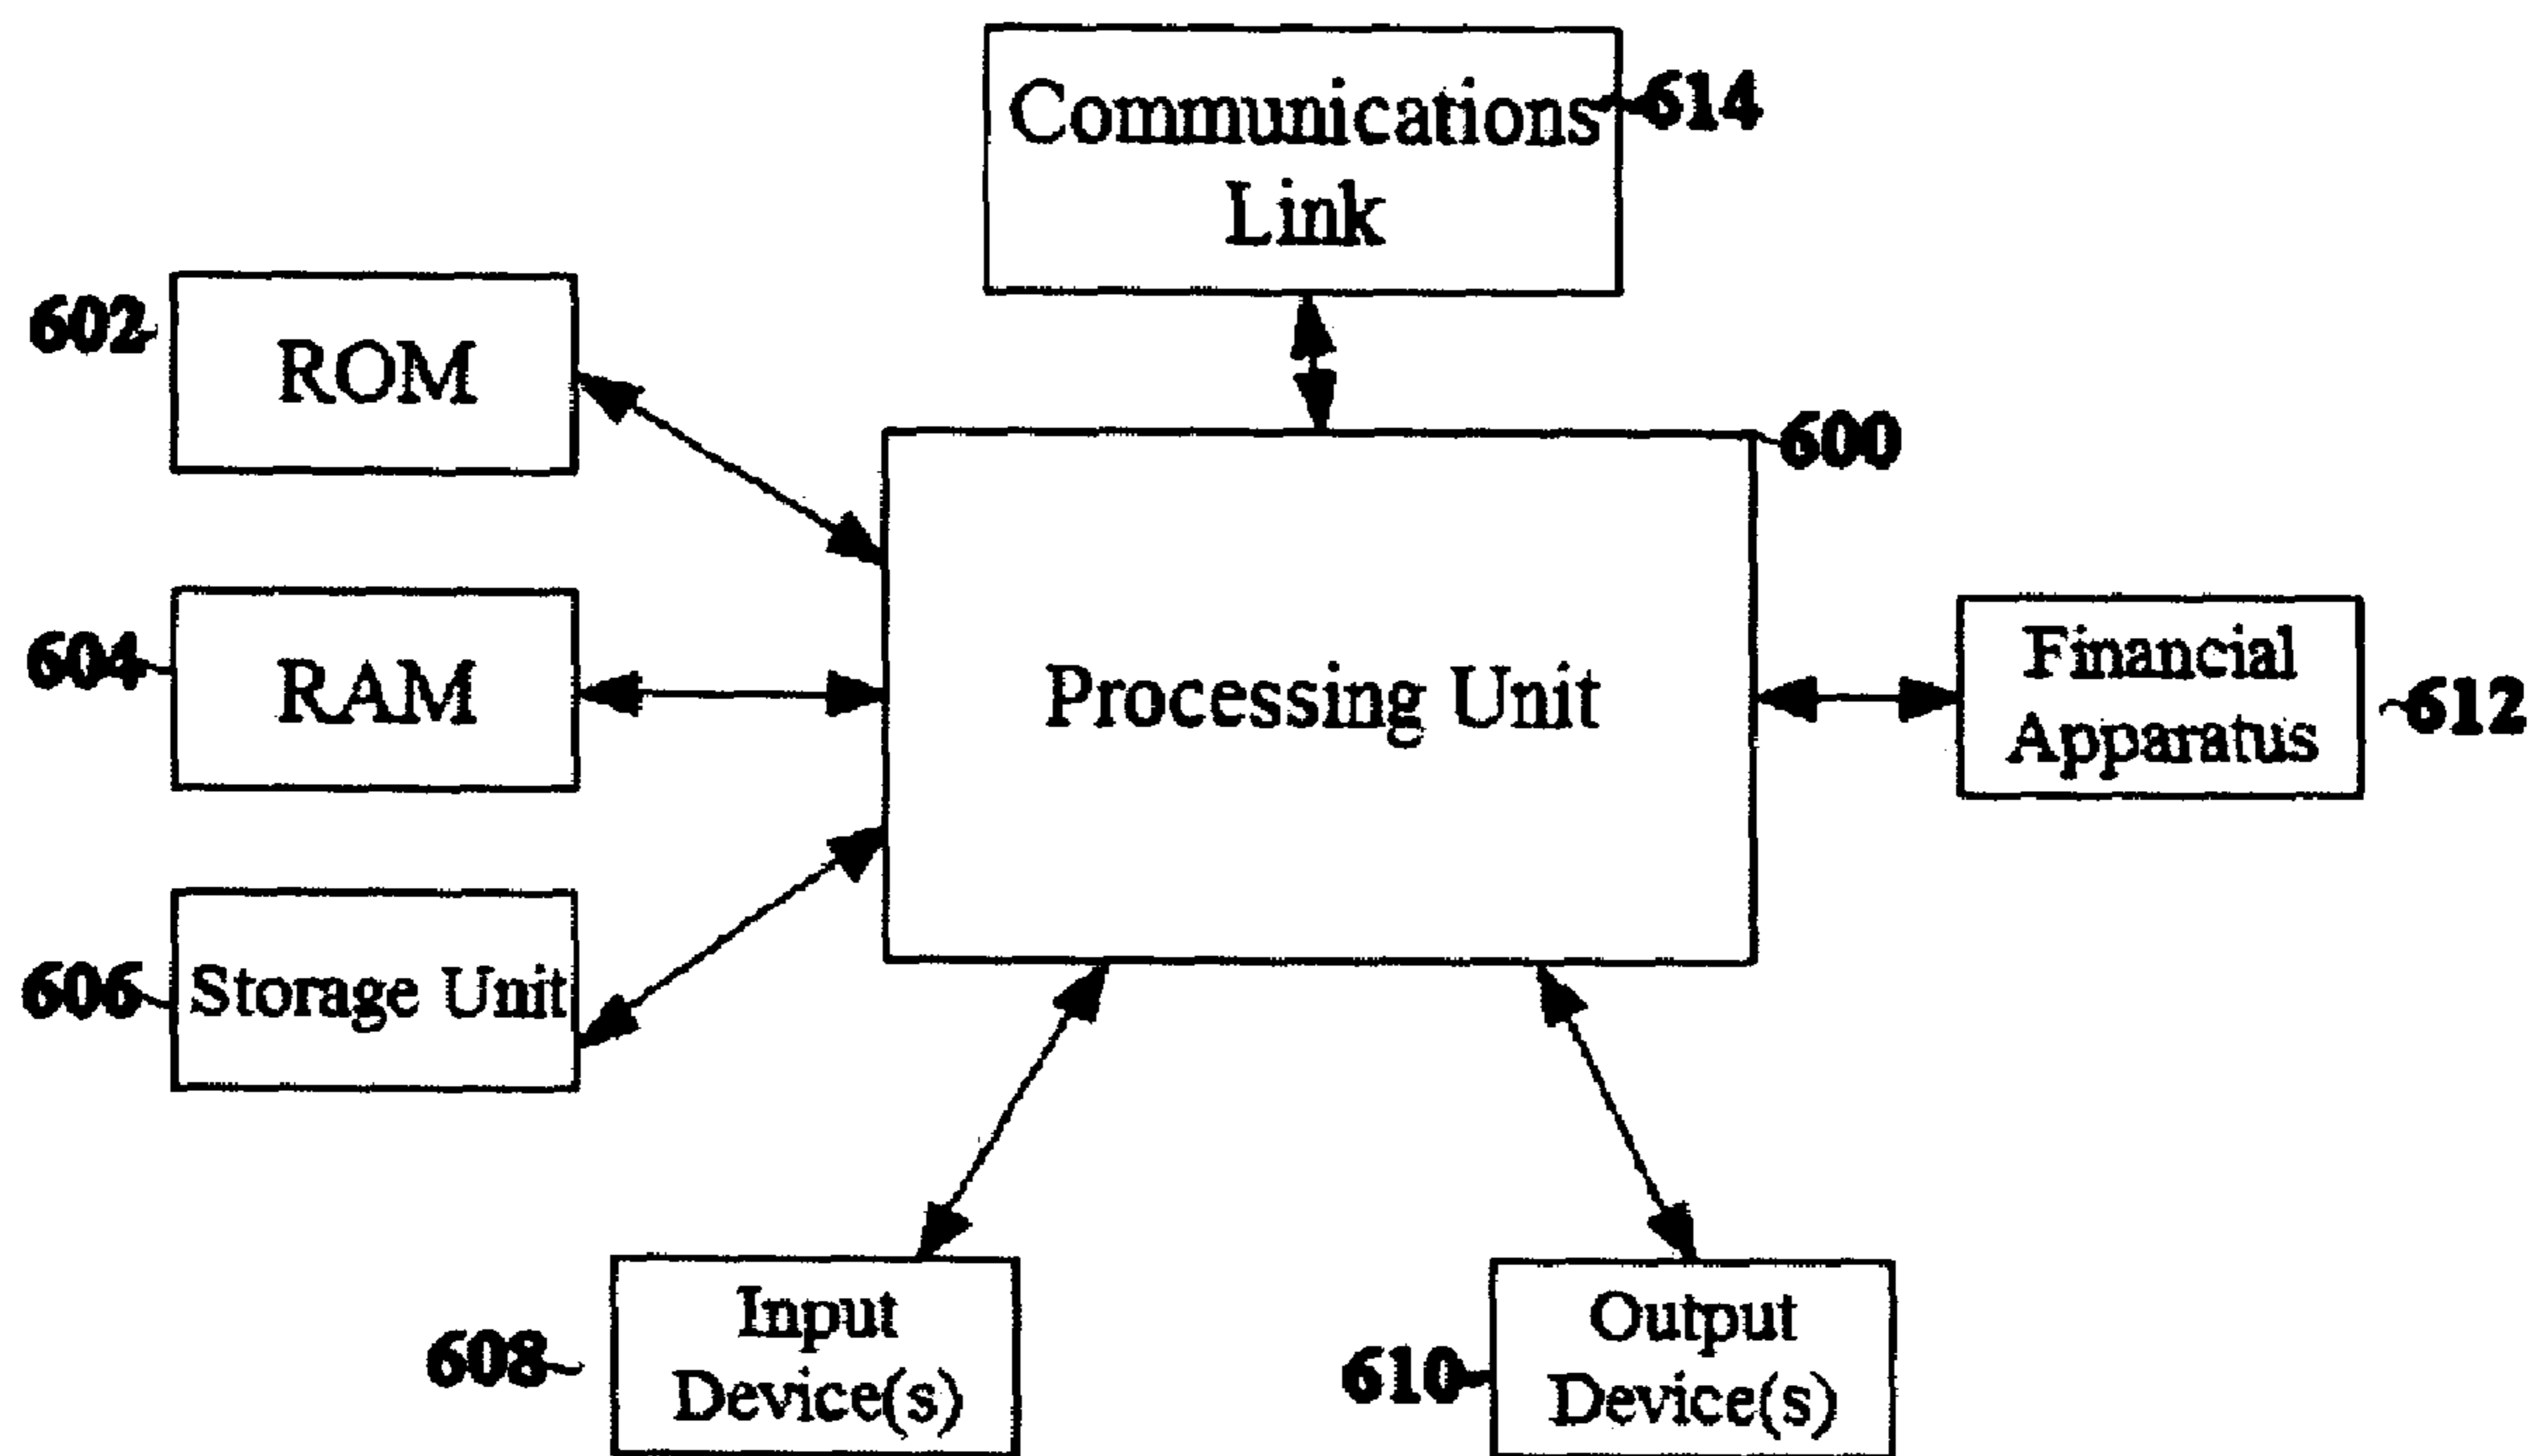 Communications
Link
614
602
ROM
600
604
RAM
Processing Unit
Financial
Apparatus
612
606
Storage Unit
608
Input
Device(s)
610
Output
Device(s)